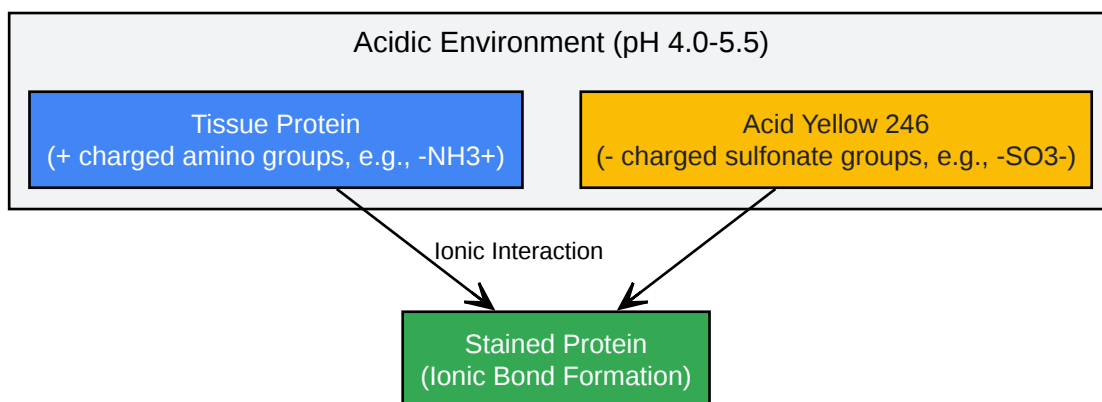 Acidic Environment (pH 4.0-5.5)
Tissue Protein
(+ charged amino groups, e.g., -NH3+)
Acid Yellow 246
(- charged sulfonate groups, e.g., -SO3-)
Ionic Interaction
Stained Protein
(Ionic Bond Formation)